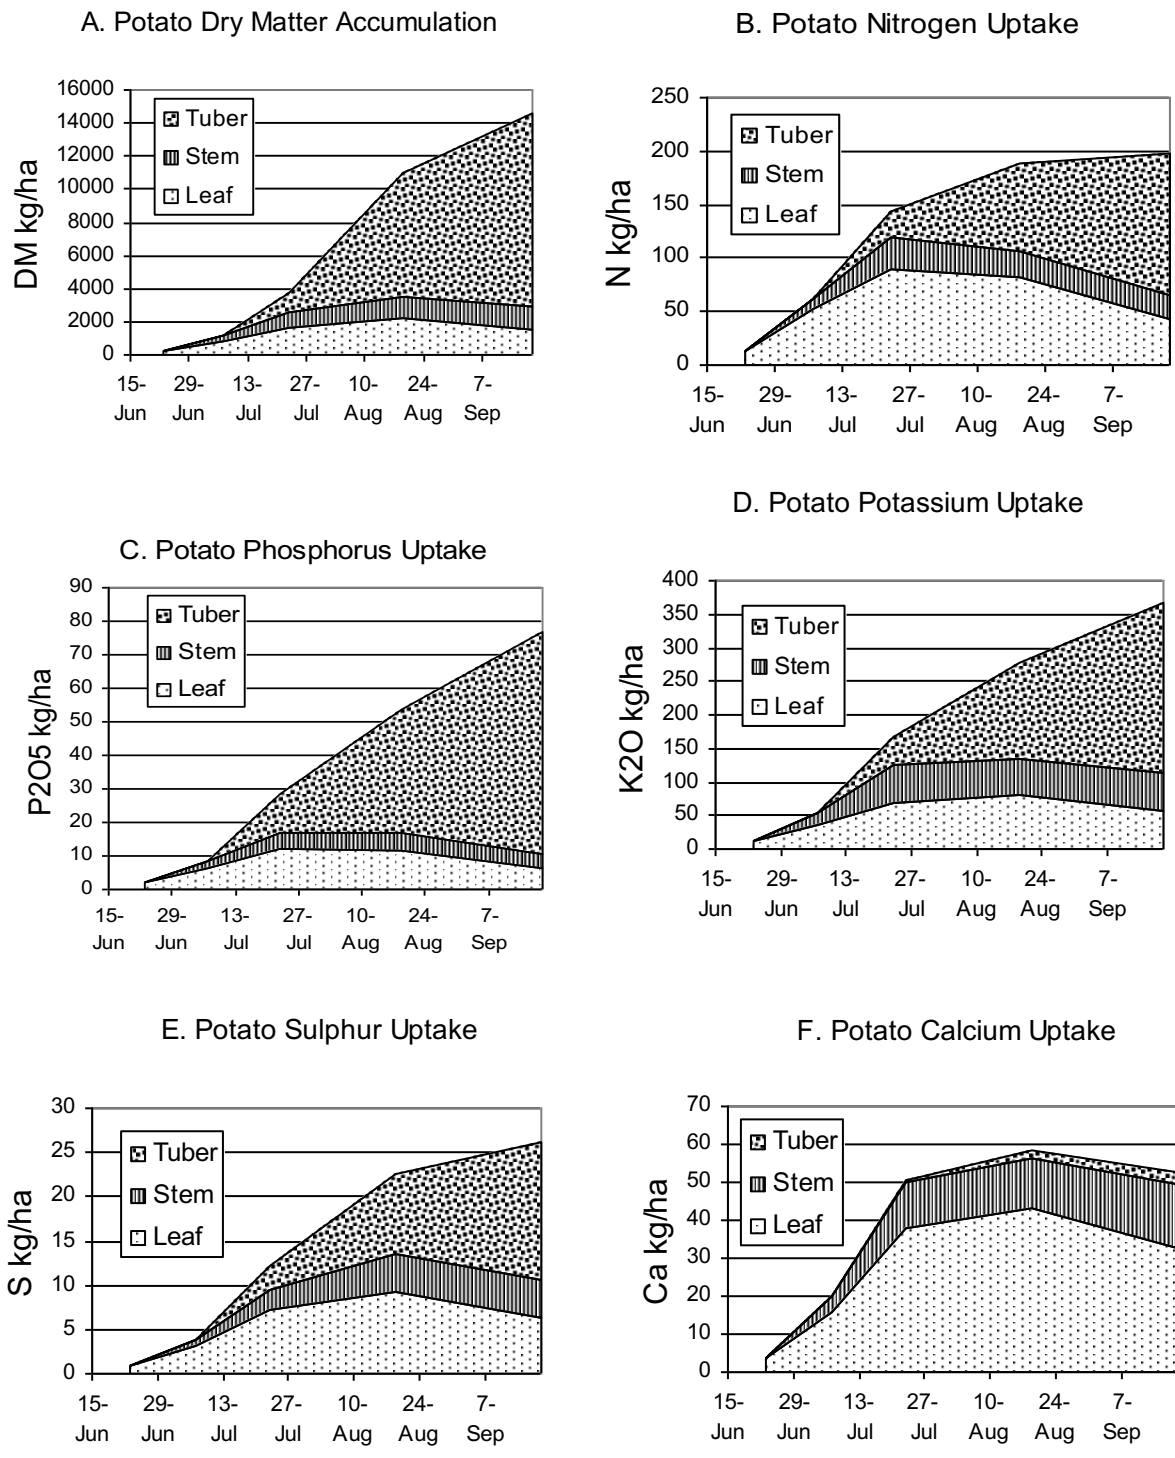 A. Potato Dry Matter Accumulation
DM kg/ha
16000
14000
12000
10000
8000
6000
4000
2000
0
Tuber
Stem
Leaf
15- 29- 13- 27- 10- 24- 7-
Jun Jun Jul Jul Aug Aug Sep
B. Potato Nitrogen Uptake
N kg/ha
250
200
150
100
50
0
Tuber
Stem
Leaf
15- 29- 13- 27- 10- 24- 7-
Jun Jun Jul Jul Aug Aug Sep
C. Potato Phosphorus Uptake
P2O5 kg/ha
90
80
70
60
50
40
30
20
10
0
Tuber
Stem
Leaf
15- 29- 13- 27- 10- 24- 7-
Jun Jun Jul Jul Aug Aug Sep
D. Potato Potassium Uptake
K2O kg/ha
400
350
300
250
200
150
100
50
0
Tuber
Stem
Leaf
15- 29- 13- 27- 10- 24- 7-
Jun Jun Jul Jul Aug Aug Sep
E. Potato Sulphur Uptake
S kg/ha
30
25
20
15
10
5
0
Tuber
Stem
Leaf
15- 29- 13- 27- 10- 24- 7-
Jun Jun Jul Jul Aug Aug Sep
F. Potato Calcium Uptake
Ca kg/ha
70
60
50
40
30
20
10
0
Tuber
Stem
Leaf
15- 29- 13- 27- 10- 24- 7-
Jun Jun Jul Jul Aug Aug Sep